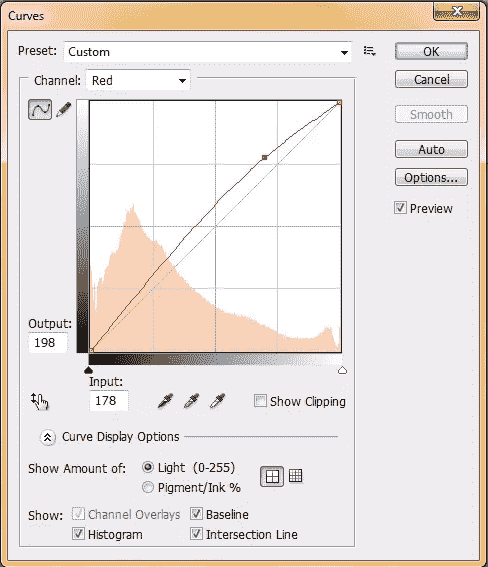 Curves
Preset: Custom
OK
Channel: Red
Cancel
Smooth
Auto
Options...
Preview
Output:
198
Input:
178
Show Clipping
Curve Display Options
Show Amount of: Light (0-255)
Pigment/Ink %
Show: Channel Overlays Baseline
Histogram Intersection Line